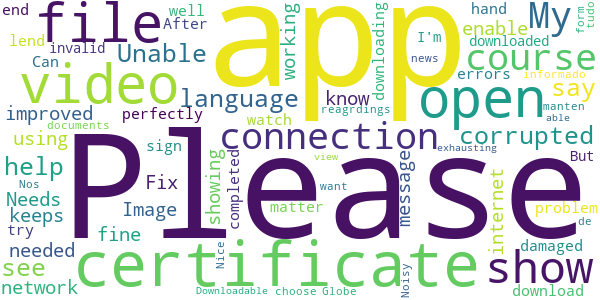 end
file
well
hand
form
tudo
lend
After
app
My
enable
invalid
Unable
working
downloading
I'm
downloaded
Can
news
course
video
errors
informado
language
know
open
say
improved
perfectly
reagrdings
manten
able
documents
watch
connection
corrupted
using
sign
Please
exhausting
help
showing
completed
view
message
internet
But
Nos
Fix
want
Needs
keeps
Image
matter
problem
de
try
needed
fine
certificate
damaged
see
Nice
Noisy
show
network
Downloadable
choose
Globe
download